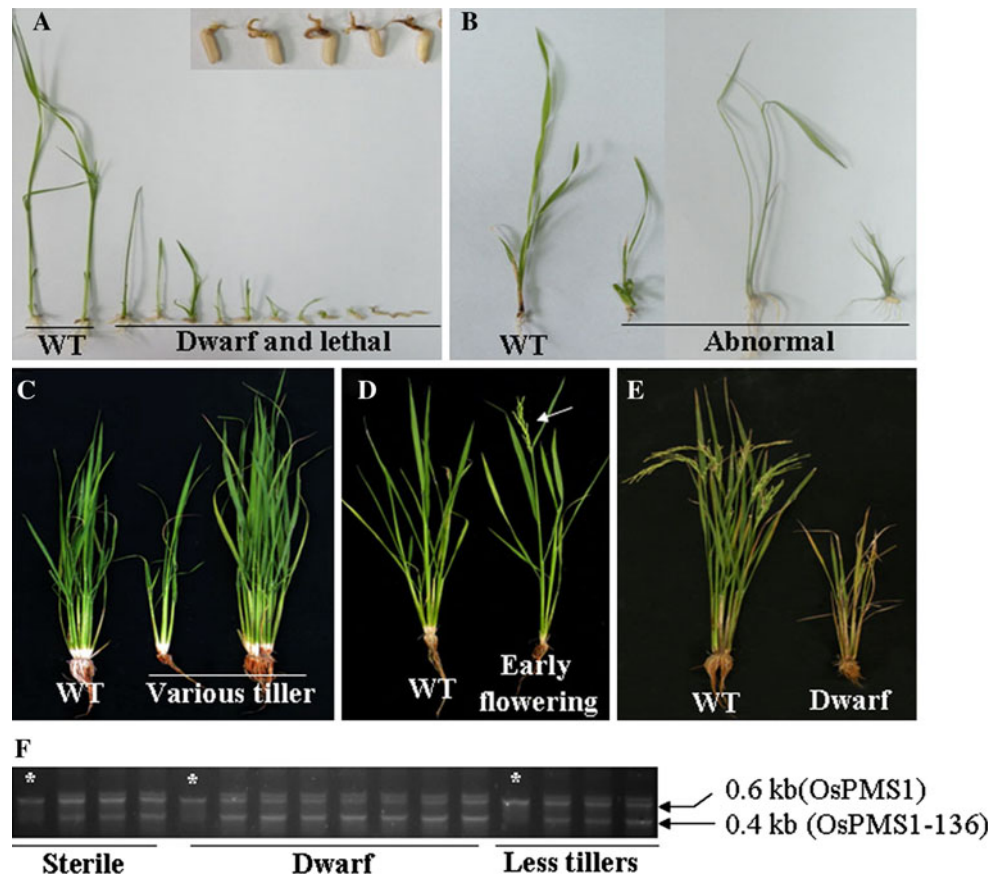 A
B
WT
Dwarf and lethal
WT
Abnormal
C
D
E
WT
Various tiller
WT
Early
flowering
WT
Dwarf
F
*
*
*
0.6 kb(OsPMS1)
0.4 kb (OsPMS1-136)
Sterile
Dwarf
Less tillers